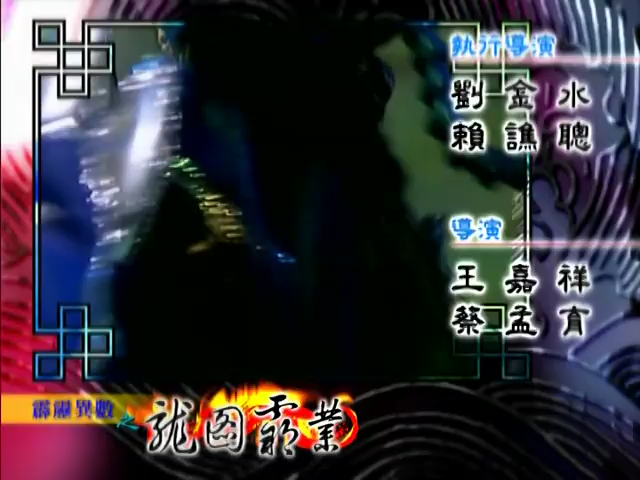 執行導演
劉金水
賴譙聰
導演
王嘉祥
蔡孟育
霹靂異數之龍圖霸業